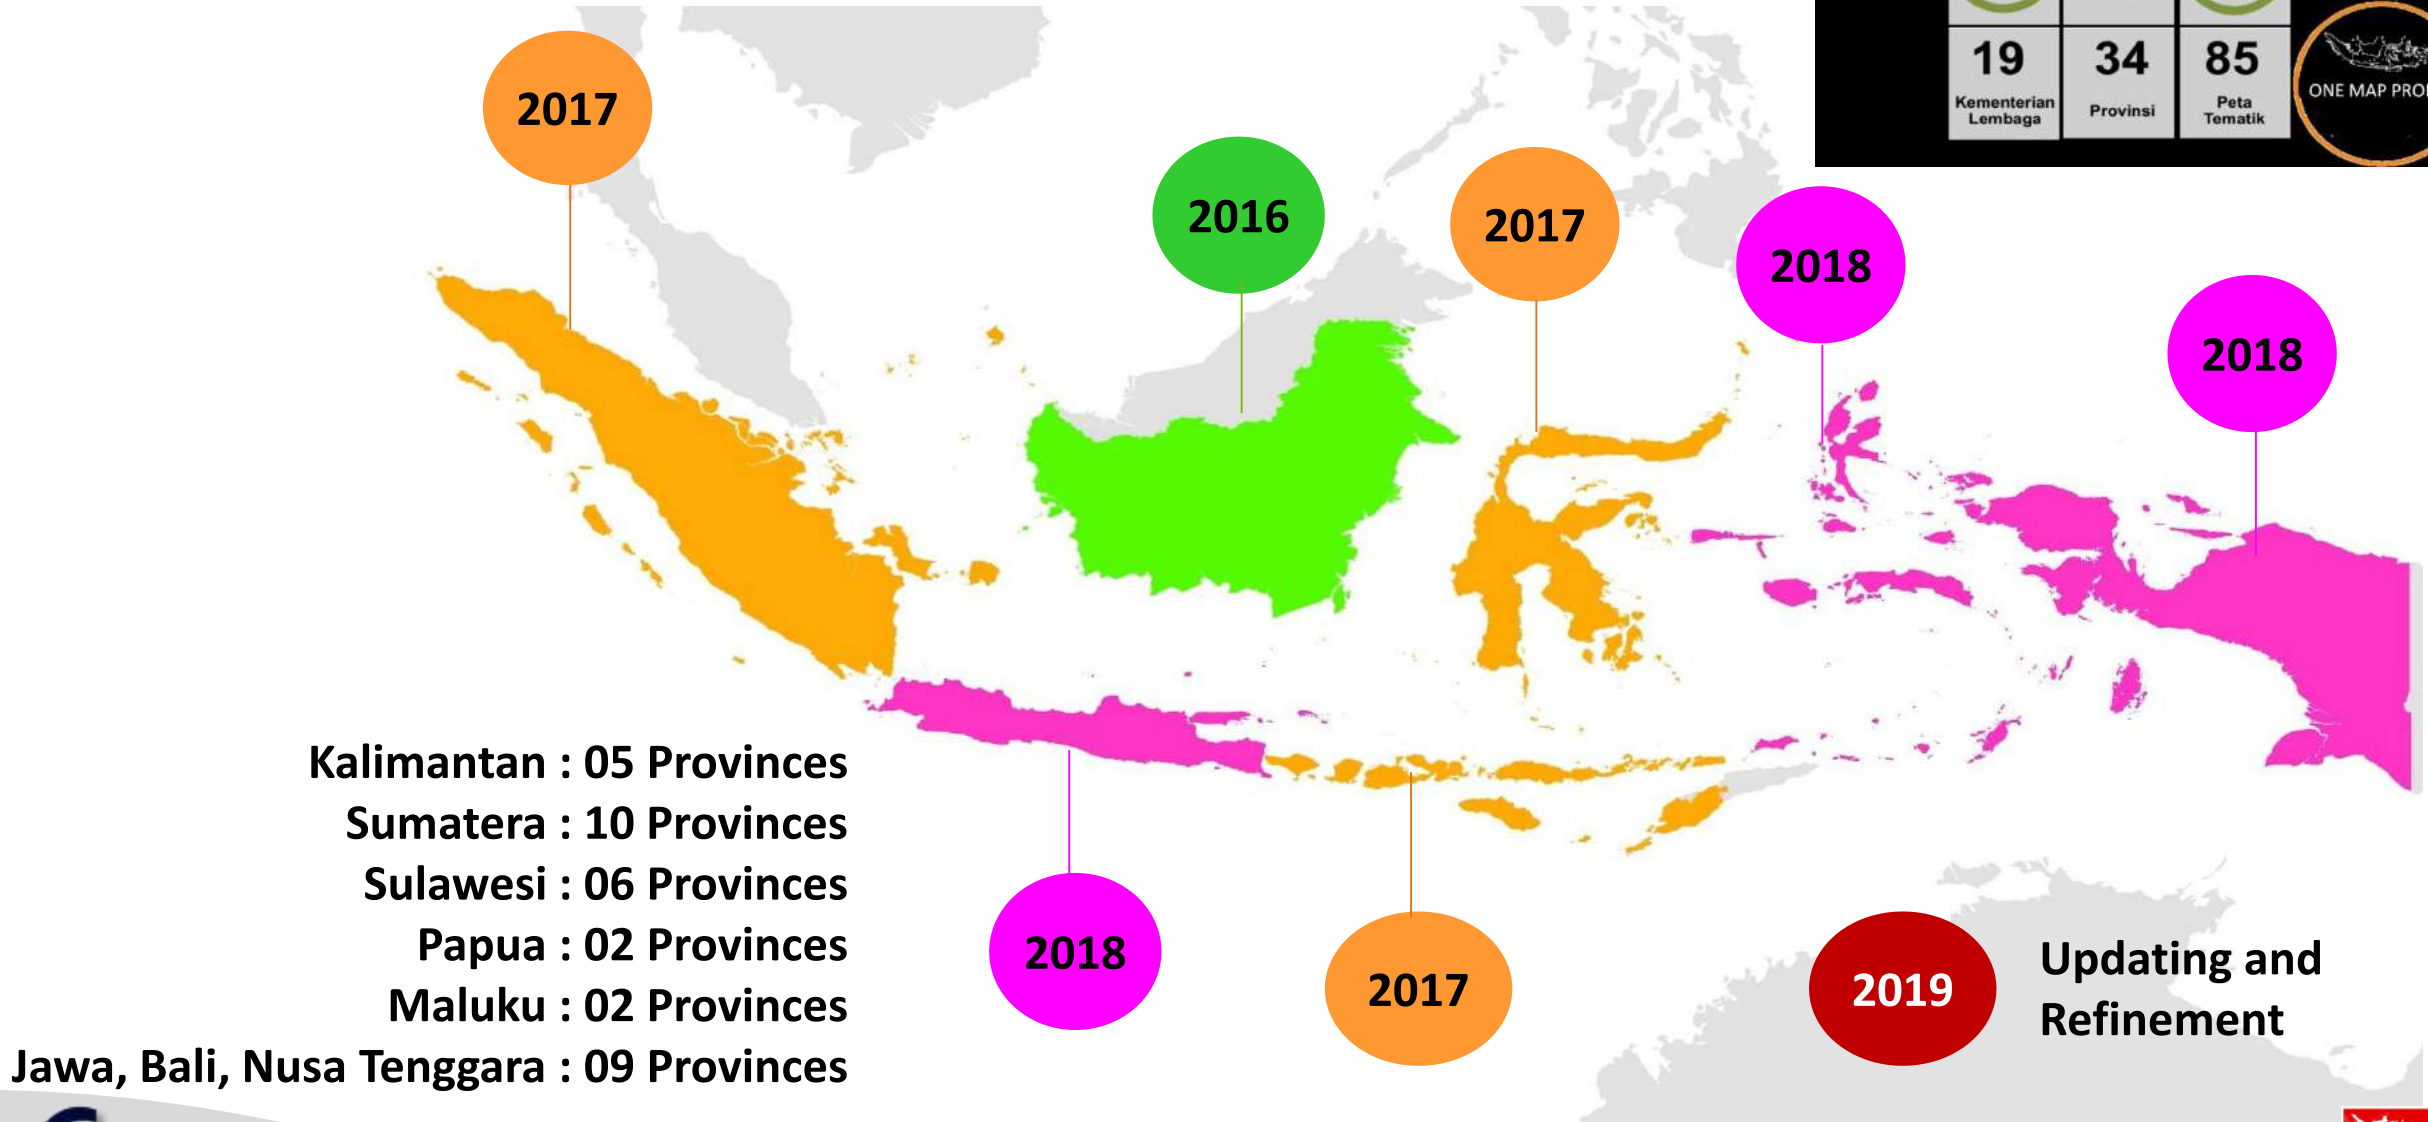 19
Kementerian
Lembaga
34
Provinsi
85
Peta
Tematik
ONE MAP
2017
2016
2017
2018
2018
Kalimantan : 05 Provinces
Sumatera : 10 Provinces
Sulawesi : 06 Provinces
Papua : 02 Provinces
Maluku : 02 Provinces
Jawa, Bali, Nusa Tenggara : 09 Provinces
2018
2017
2019
Updating and
Refinement